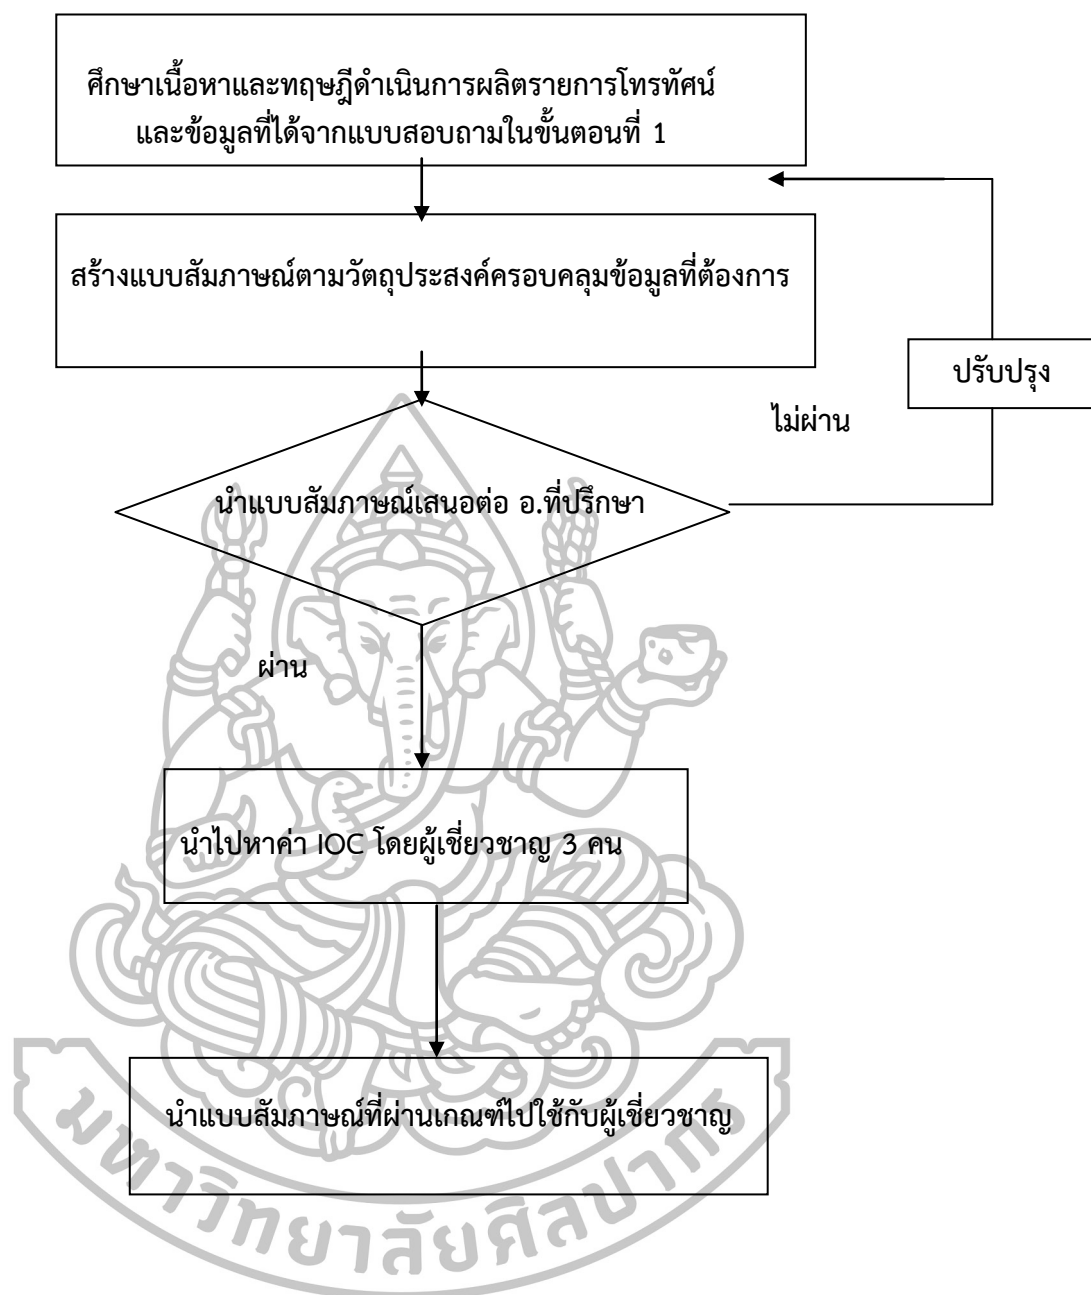 ศึกษาเนื้อหาและทฤษฎีดำเนินการผลิตรายการโทรทัศน์
และข้อมูลที่ได้จากแบบสอบถามในขั้นตอนที่ 1
สร้างแบบสัมภาษณ์ตามวัตถุประสงค์ครอบคลุมข้อมูลที่ต้องการ
ปรับปรุง
ไม่ผ่าน
นำแบบสัมภาษณ์เสนอต่อ อ.ที่ปรึกษา
ผ่าน
นำไปหาค่า IOC โดยผู้เชี่ยวชาญ 3 คน
นำแบบสัมภาษณ์ที่ผ่านเกณฑ์ไปใช้กับผู้เชี่ยวชาญ
มหาวิทยาลัยศิลปากร